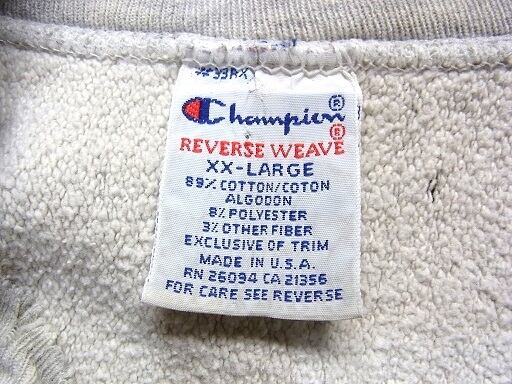 Champion®
REVERSE WEAVE®
XX-LARGE
89% COTTON/COTON
ALGODON
8% POLYESTER
3% OTHER FIBER
EXCLUSIVE OF TRIM
MADE IN U.S.A.
RN 26094 CA 21356
FOR CARE SEE REVERSE